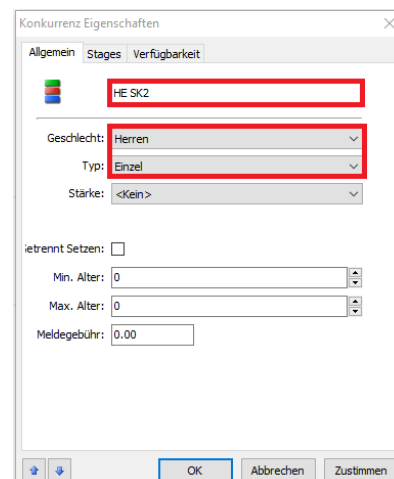 Konkurrenz Eigenschaften
Allgemein Stages Verfügbarkeit
HE SK2
Geschlecht: Herren
Typ: Einzel
Stärke: <Kein>
Setrennt Setzen:
Min. Alter: 0
Max. Alter: 0
Meldegebühr: 0.00
OK Abbrechen Zustimmen